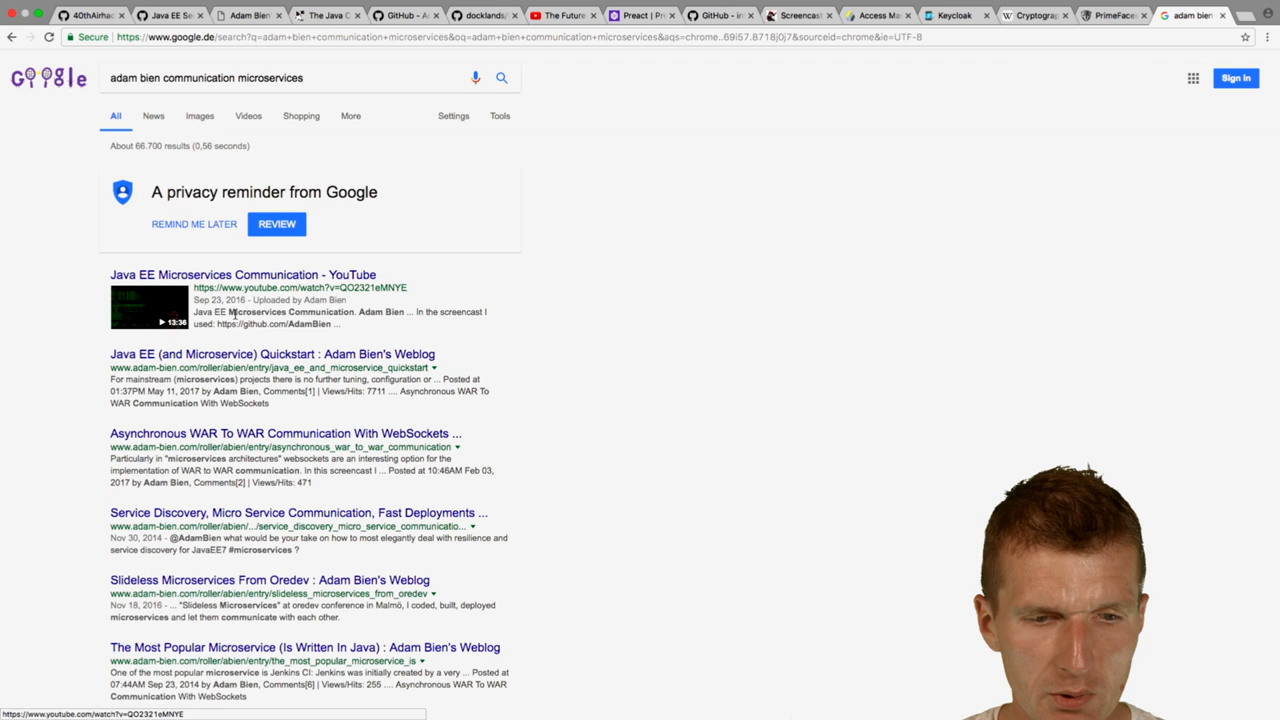 40thAirhac
Java EE Se
Adam Bien
The Java C
GitHub - Ac
docklands/
The Future
Preact | Pr
GitHub - in
Screencast
Access Ma
Keycloak
Cryptogra
PrimeFace
adam bien
Secure https://www.google.de/search?q=adam+bien+communication+microservices&oq=adam+bien+communication+microservices&aqs=chrome..69i57.8718j0j7&sourceid=chrome&ie=UTF-8
Google
adam bien communication microservices
Sign in
All News Images Videos Shopping More Settings Tools
About 66.700 results (0,56 seconds)
A privacy reminder from Google
REMIND ME LATER REVIEW
Java EE Microservices Communication - YouTube
https://www.youtube.com/watch?v=QO2321eMNYE
Sep 23, 2016 - Uploaded by Adam Bien
Java EE Microservices Communication. Adam Bien ... In the screencast I
used: https://github.com/AdamBien ...
13:36
Java EE (and Microservice) Quickstart : Adam Bien's Weblog
www.adam-bien.com/roller/abien/entry/java_ee_and_microservice_quickstart
For mainstream (microservices) projects there is no further tuning, configuration or ... Posted at
01:37PM May 11, 2017 by Adam Bien, Comments[1] | Views/Hits: 7711 .... Asynchronous WAR To
WAR Communication With WebSockets
Asynchronous WAR To WAR Communication With WebSockets ...
www.adam-bien.com/roller/abien/entry/asynchronous_war_to_war_communication
Particularly in "microservices architectures" websockets are an interesting option for the
implementation of WAR to WAR communication. In this screencast I ... Posted at 10:46AM Feb 03,
2017 by Adam Bien, Comments[2] | Views/Hits: 471
Service Discovery, Micro Service Communication, Fast Deployments ...
www.adam-bien.com/roller/abien/.../service_discovery_micro_service_communicatio...
Nov 30, 2014 - @AdamBien what would be your take on how to most elegantly deal with resilience and
service discovery for JavaEE7 #microservices ?
Slideless Microservices From Oredev : Adam Bien's Weblog
www.adam-bien.com/roller/abien/entry/slideless_microservices_from_oredev
Nov 18, 2016 - ... "Slideless Microservices" at oredev conference in Malmö, I coded, built, deployed
microservices and let them communicate with each other.
The Most Popular Microservice (Is Written In Java) : Adam Bien's Weblog
www.adam-bien.com/roller/abien/entry/the_most_popular_microservice_is
One of the most popular microservice is Jenkins CI: Jenkins was initially created by a very ... Posted at
07:44AM Sep 23, 2014 by Adam Bien, Comments[6] | Views/Hits: 255 .... Asynchronous WAR To WAR
Communication With WebSockets
https://www.youtube.com/watch?v=QO2321eMNYE